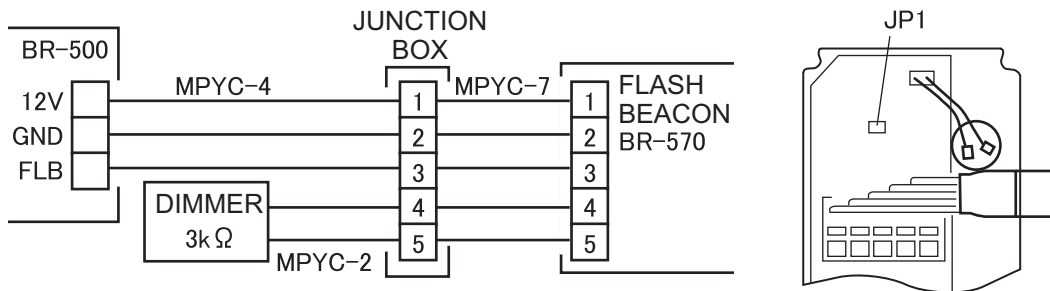 BR-500
12V
GND
FLB
MPYC-4
JUNCTION
BOX
1
2
3
4
5
MPYC-7
DIMMER
3kΩ
MPYC-2
1
2
3
4
5
FLASH
BEACON
BR-570
JP1